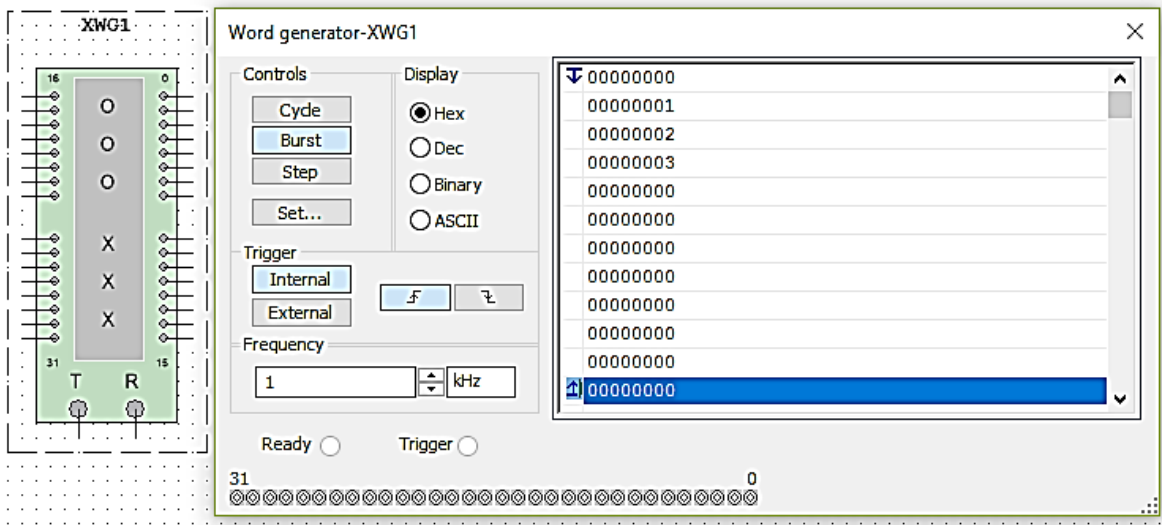 XWG1
16 0
O
O
O
X
X
X
31 15
T R
Word generator-XWG1
Controls
Cycle
Burst
Step
Set...
Display
Hex
Dec
Binary
ASCII
Trigger
Internal
External
Frequency
1 kHz
Ready Trigger
31 0
00000000
00000001
00000002
00000003
00000000
00000000
00000000
00000000
00000000
00000000
00000000
00000000